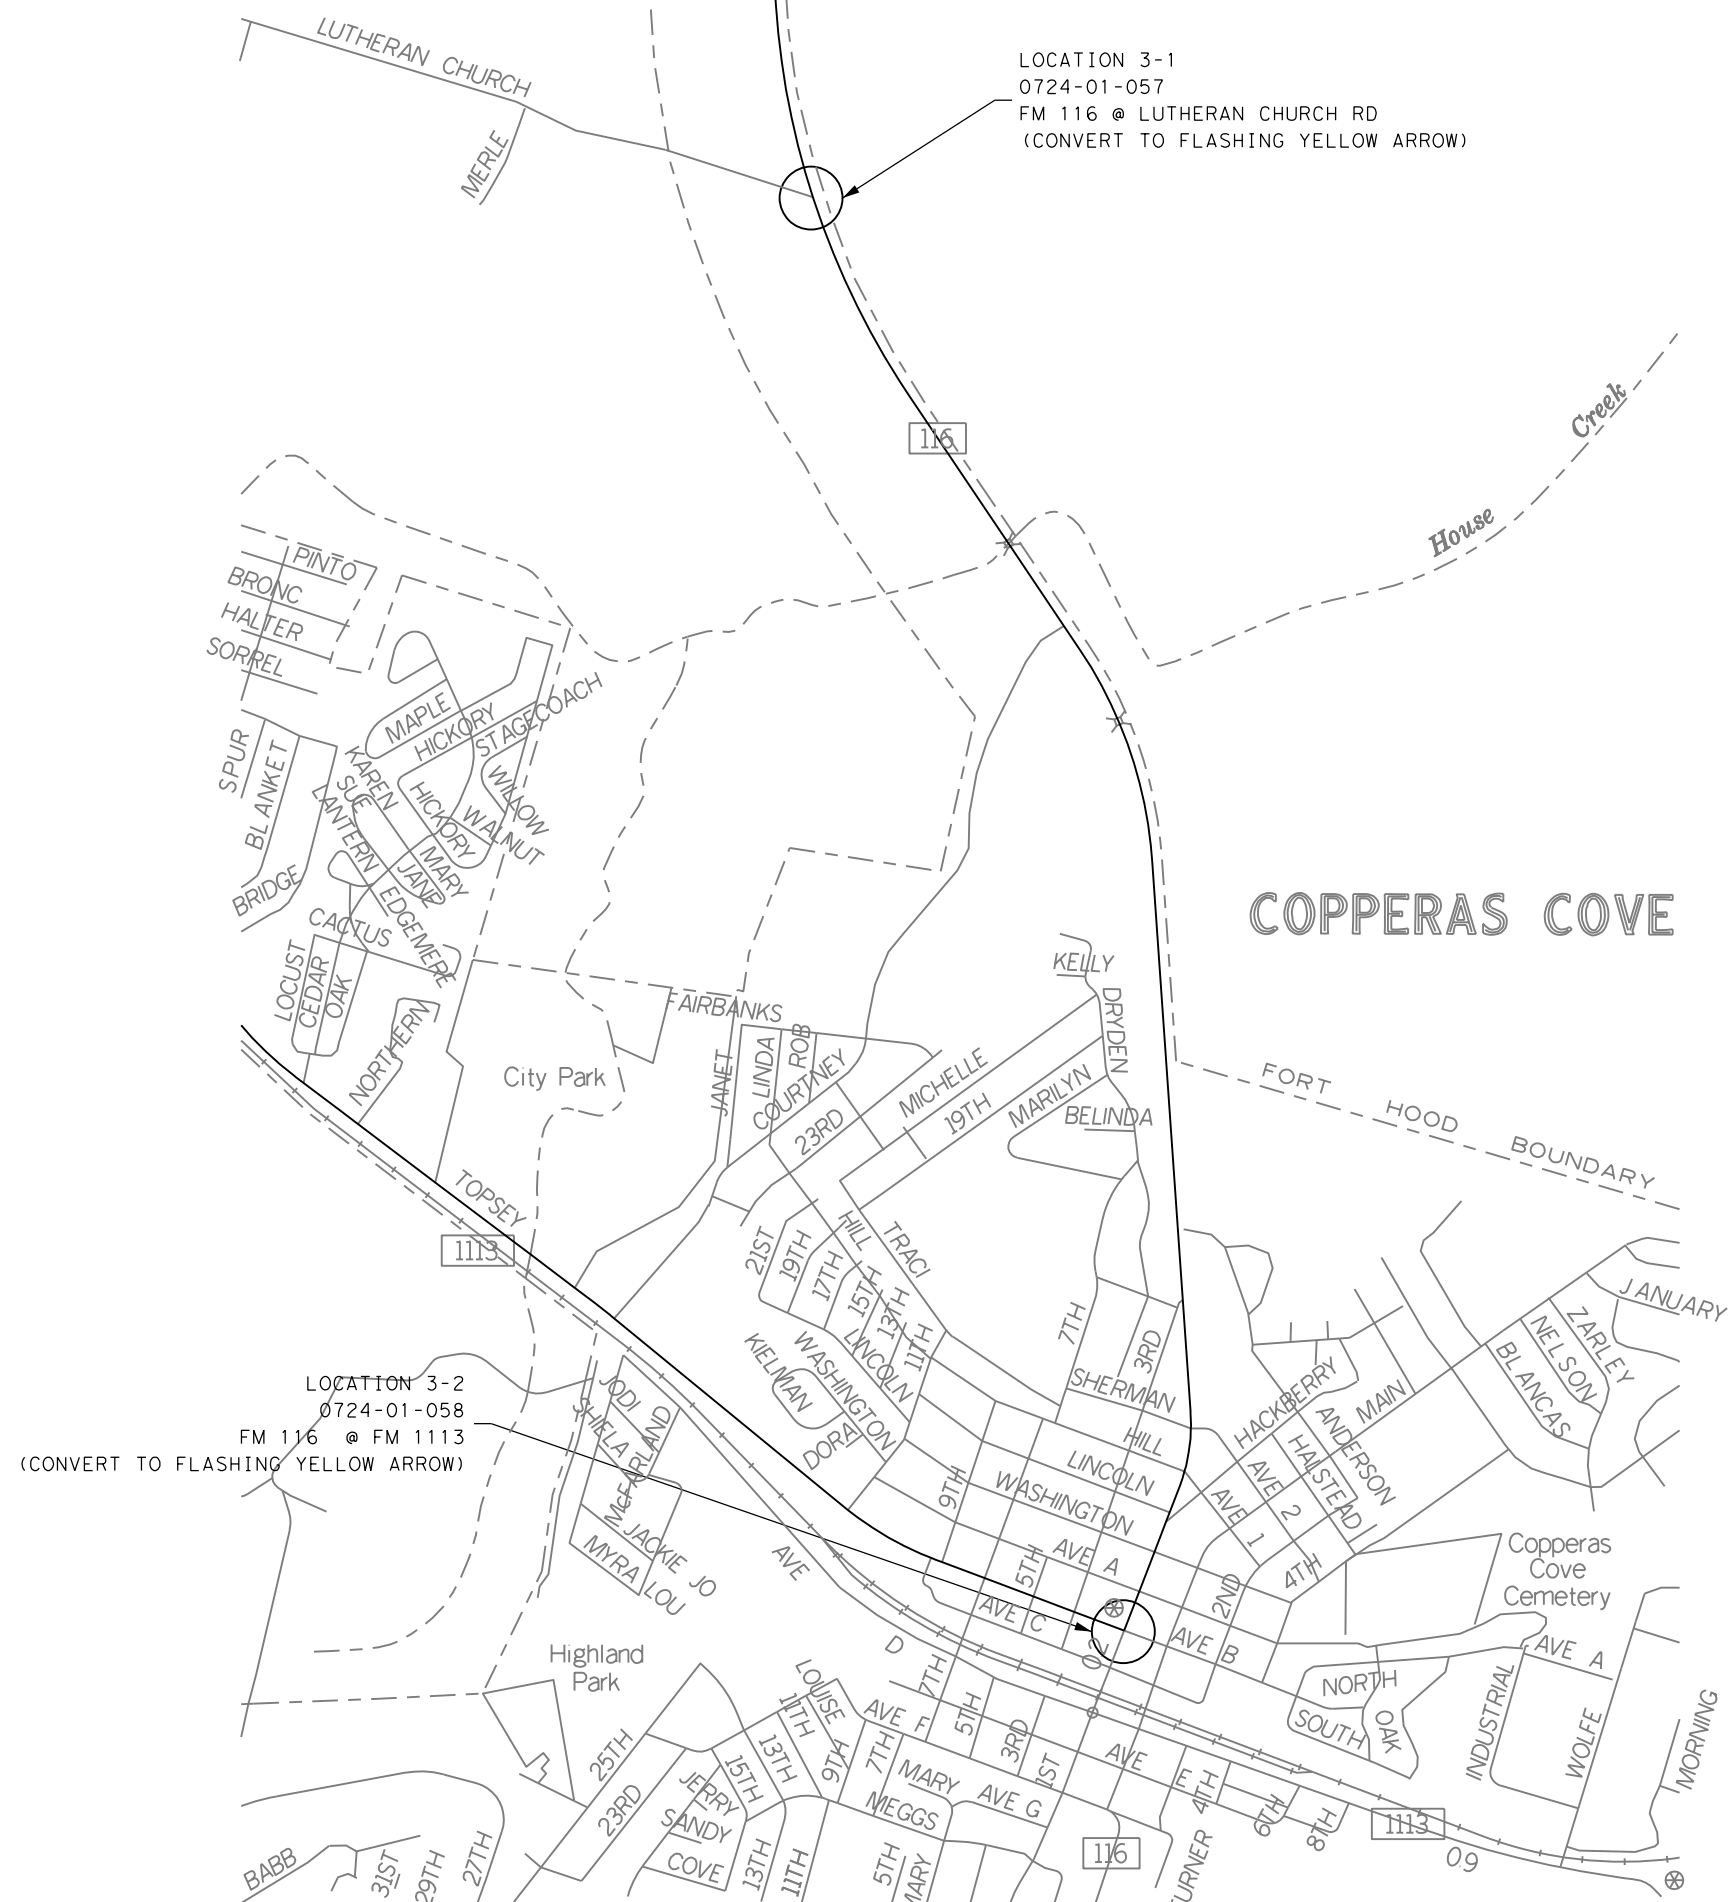 LUTHERAN CHURCH
MERLE
LOCATION 3-1
0724-01-057
FM 116 @ LUTHERAN CHURCH RD
(CONVERT TO FLASHING YELLOW ARROW)
116
Creek
House
PINTO
BRONC
HALTER
SORREL
MAPLE
HICKORY
STAGECOACH
SPUR
BLANKET
KAREN
SUE
LANTERN
HICKORY
WILLOW
WALNUT
MARY
JANE
BRIDGE
EDGEMERE
CACTUS
LOCUST
CEDAR
OAK
NORTHERN
COPPERAS COVE
KELLY
DRYDEN
FAIRBANKS
JANET
LINDA
ROB
COURTNEY
City Park
MICHELLE
23RD
19TH
MARILYN
BELINDA
FORT HOOD BOUNDARY
TOPSEY
1113
21ST
19TH
17TH
15TH
13TH
11TH
HILL
TRACI
LINCOLN
WASHINGTON
KIELMAN
DORA
7TH
3RD
SHERMAN
HILL
LINCOLN
WASHINGTON
9TH
5TH
AVE A
AVE C
JANUARY
ZARLEY
NELSON
BLANCAS
HACKBERRY
MAIN
ANDERSON
HALSTEAD
AVE 2
AVE 1
4TH
2ND
AVE B
LOCATION 3-2
0724-01-058
FM 116 @ FM 1113
(CONVERT TO FLASHING YELLOW ARROW)
JODI
SHIELA
McFARLAND
JACKIE JO
MYRA LOU
AVE D
0.2
Copperas
Cove
Cemetery
AVE A
NORTH
SOUTH
OAK
INDUSTRIAL
WOLFE
MORNING
Highland
Park
LOUISE
11TH
7TH
AVE F
5TH
3RD
1ST
AVE E
25TH
23RD
15TH
13TH
9TH
7TH
JERRY
SANDY
COVE
MARY
MEGGS
AVE G
4TH
6TH
8TH
1113
116
0.9
BABB
31ST
29TH
27TH
13TH
11TH
5TH
MARY
TURNER